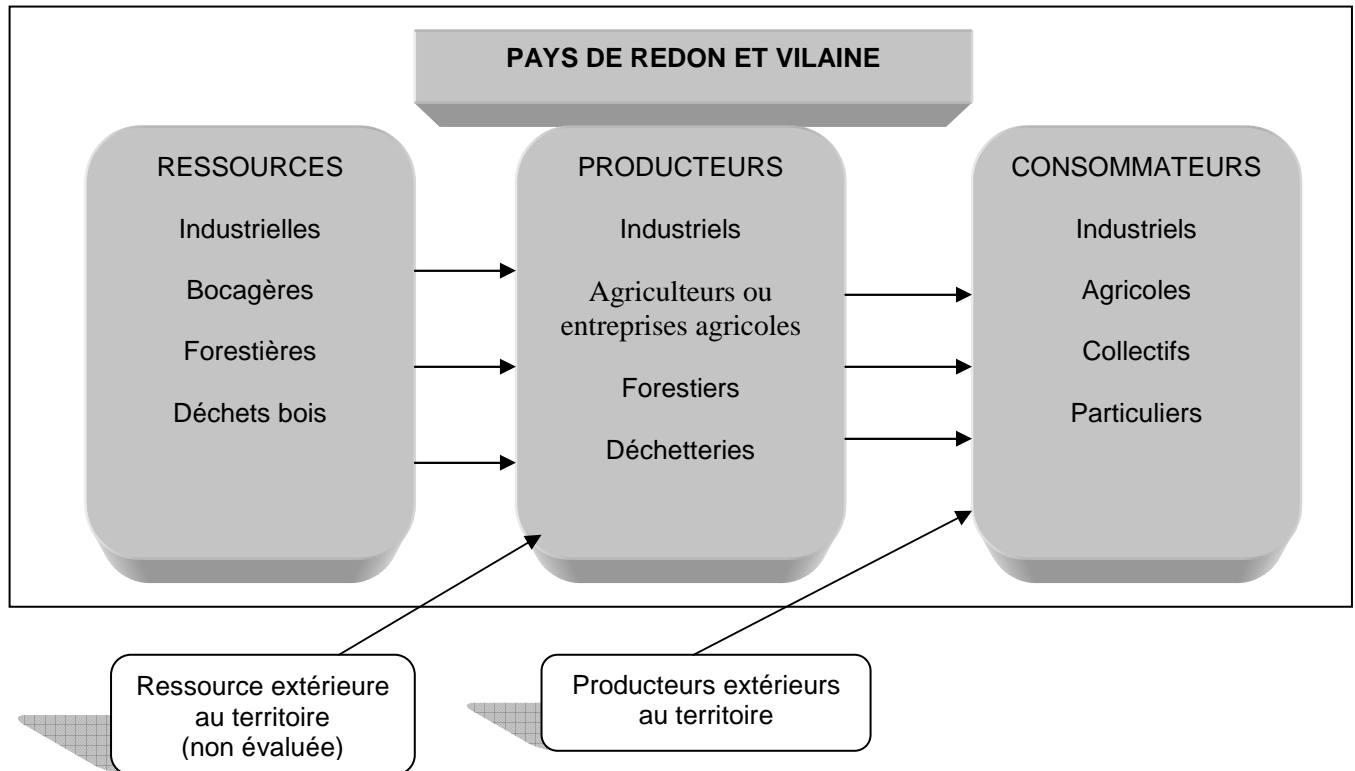 PAYS DE REDON ET VILAINE
RESSOURCES
Industrielles
Bocagères
Forestières
Déchets bois
PRODUCTEURS
Industriels
Agriculteurs ou
entreprises agricoles
Forestiers
Déchetteries
CONSOMMATEURS
Industriels
Agricoles
Collectifs
Particuliers
Ressource extérieure
au territoire
(non évaluée)
Producteurs extérieurs
au territoire